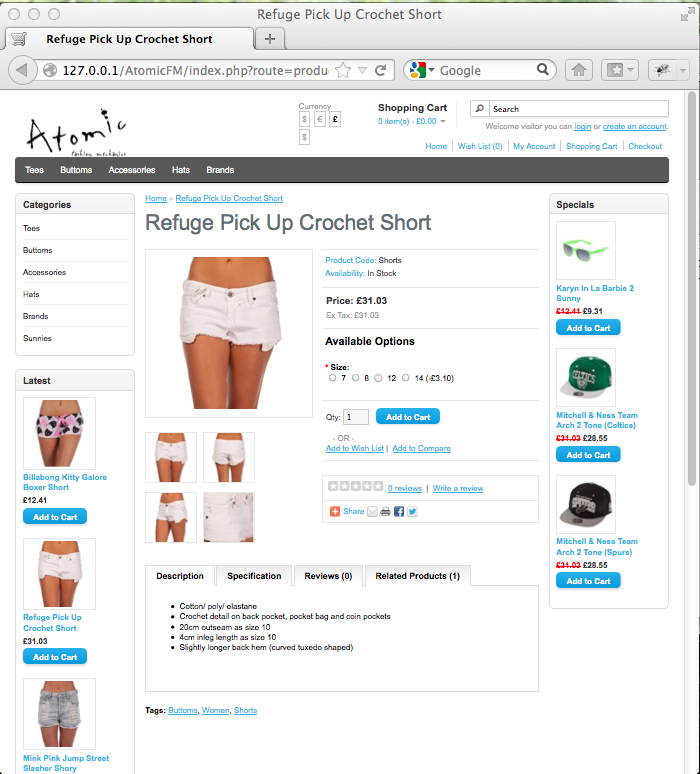 Refuge Pick Up Crochet Short
Refuge Pick Up Crochet Short
127.0.0.1/AtomicFM/index.php?route=produ
Google
Atomic
fashion mechanics
Currency
$ € £
$
Shopping Cart
0 item(s) - £0.00
Search
Welcome visitor you can login or create an account.
Home Wish List (0) My Account Shopping Cart Checkout
Tees Buttoms Accessories Hats Brands
Categories
Tees
Buttoms
Accessories
Hats
Brands
Sunnies
Latest
Billabong Kitty Galore
Boxer Short
£12.41
Add to Cart
Refuge Pick Up
Crochet Short
£31.03
Add to Cart
Mink Pink Jump Street
Slasher Shory
Home » Refuge Pick Up Crochet Short
Refuge Pick Up Crochet Short
Product Code: Shorts
Availability: In Stock
Price: £31.03
Ex Tax: £31.03
Available Options
* Size:
7 8 12 14 (-£3.10)
Qty: 1 Add to Cart
- OR -
Add to Wish List | Add to Compare
0 reviews | Write a review
Share
Description Specification Reviews (0) Related Products (1)
Cotton/ poly/ elastane
Crochet detail on back pocket, pocket bag and coin pockets
20cm outseam as size 10
4cm inleg length as size 10
Slightly longer back hem (curved tuxedo shaped)
Tags: Buttoms, Women, Shorts
Specials
Karyn In La Barbie 2
Sunny
£12.41 £9.31
Add to Cart
CELTICS
Mitchell & Ness Team
Arch 2 Tone (Celtics)
£31.03 £28.55
Add to Cart
SPURS
Mitchell & Ness Team
Arch 2 Tone (Spurs)
£31.03 £28.55
Add to Cart